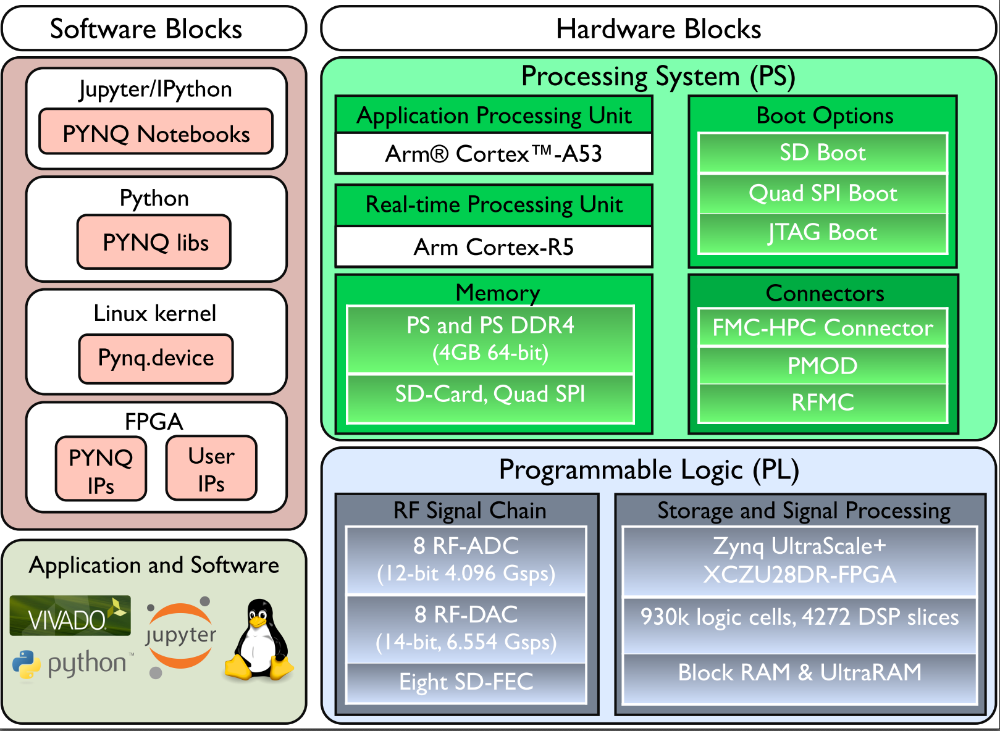 Software Blocks
Jupyter/IPython
PYNQ Notebooks
Python
PYNQ libs
Linux kernel
Pynq.device
FPGA
PYNQ
IPs
User
IPs
Application and Software
VIVADO.
jupyter
python™
Hardware Blocks
Processing System (PS)
Application Processing Unit
Arm® Cortex™-A53
Real-time Processing Unit
Arm Cortex-R5
Memory
PS and PS DDR4
(4GB 64-bit)
SD-Card, Quad SPI
Boot Options
SD Boot
Quad SPI Boot
JTAG Boot
Connectors
FMC-HPC Connector
PMOD
RFMC
Programmable Logic (PL)
RF Signal Chain
8 RF-ADC
(12-bit 4.096 Gsps)
8 RF-DAC
(14-bit, 6.554 Gsps)
Eight SD-FEC
Storage and Signal Processing
Zynq UltraScale+
XCZU28DR-FPGA
930k logic cells, 4272 DSP slices
Block RAM & UltraRAM